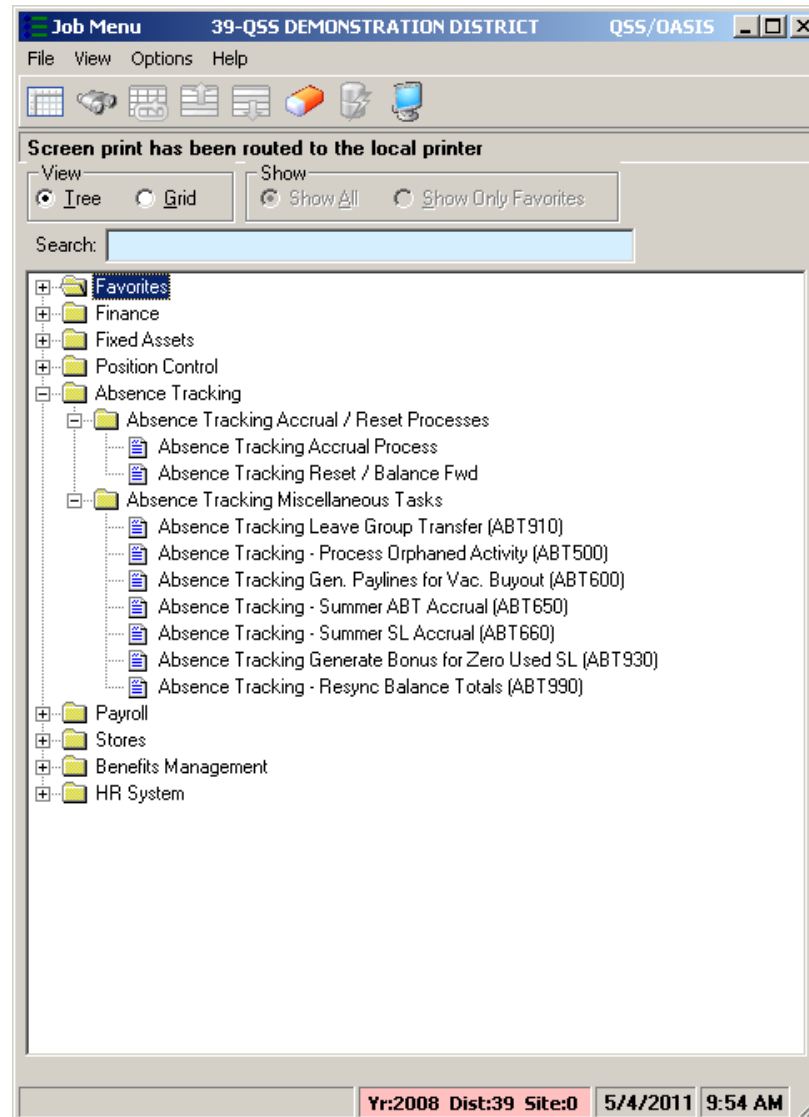 Job Menu 39-QSS DEMONSTRATION DISTRICT QSS/OASIS
File View Options Help
Screen print has been routed to the local printer
View Show
Tree Grid Show All Show Only Favorites
Search:
Favorites
Finance
Fixed Assets
Position Control
Absence Tracking
Absence Tracking Accrual / Reset Processes
Absence Tracking Accrual Process
Absence Tracking Reset / Balance Fwd
Absence Tracking Miscellaneous Tasks
Absence Tracking Leave Group Transfer (ABT910)
Absence Tracking - Process Orphaned Activity (ABT500)
Absence Tracking Gen. Paylines for Vac. Buyout (ABT600)
Absence Tracking - Summer ABT Accrual (ABT650)
Absence Tracking - Summer SL Accrual (ABT660)
Absence Tracking Generate Bonus for Zero Used SL (ABT930)
Absence Tracking - Resync Balance Totals (ABT990)
Payroll
Stores
Benefits Management
HR System
Yr:2008 Dist:39 Site:0 5/4/2011 9:54 AM